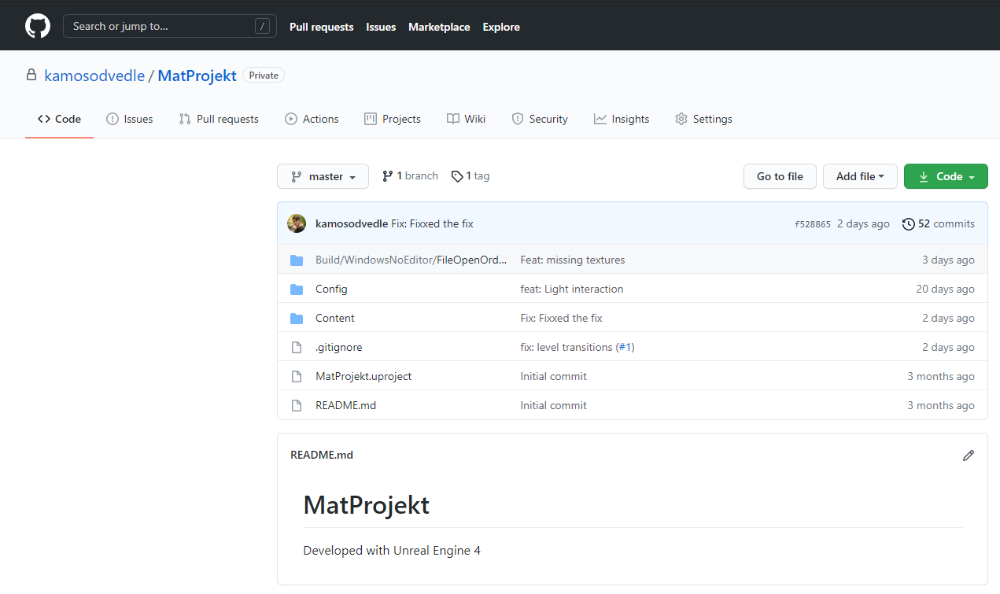 Search or jump to... / Pull requests Issues Marketplace Explore
kamosodvedle / MatProjekt Private
Code Issues Pull requests Actions Projects Wiki Security Insights Settings
master 1 branch 1 tag Go to file Add file Code
kamosodvedle Fix: Fixxed the fix f528865 2 days ago 52 commits
Build/WindowsNoEditor/FileOpenOrd... Feat: missing textures 3 days ago
Config feat: Light interaction 20 days ago
Content Fix: Fixxed the fix 2 days ago
.gitignore fix: level transitions (#1) 2 days ago
MatProjekt.uproject Initial commit 3 months ago
README.md Initial commit 3 months ago
README.md
MatProjekt
Developed with Unreal Engine 4